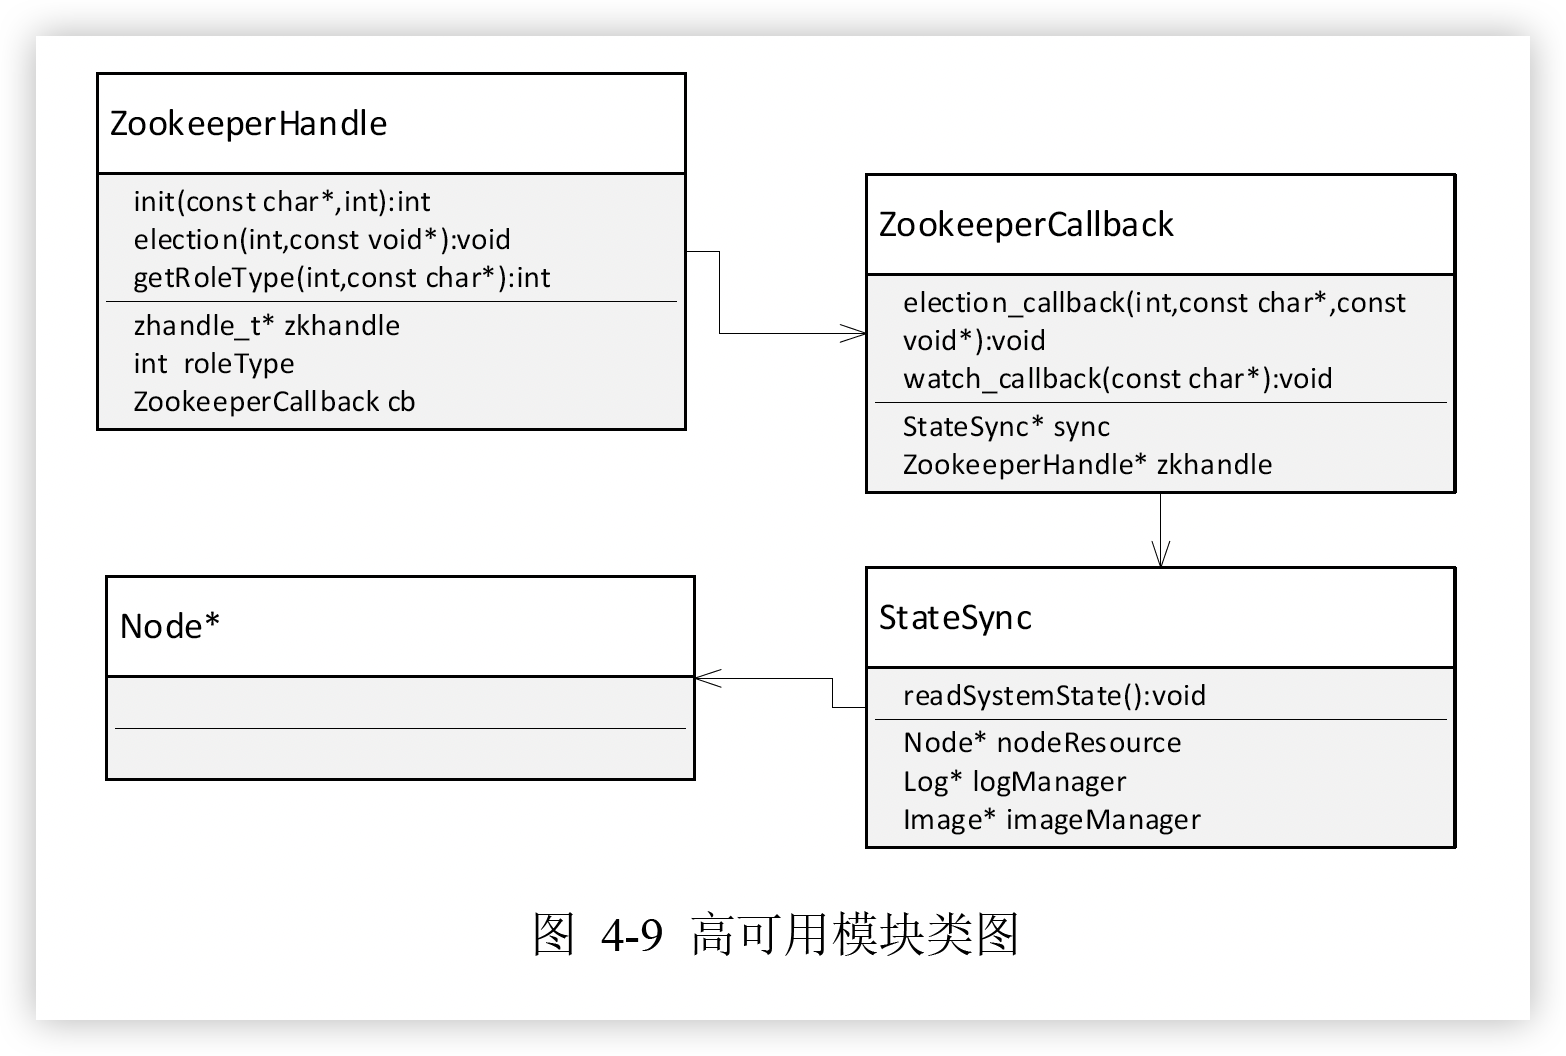 ZookeeperHandle
init(const char*,int):int
election(int,const void*):void
getRoleType(int,const char*):int
zhandle_t* zkhandle
int roleType
ZookeeperCallback cb
ZookeeperCallback
election_callback(int,const char*,const
void*):void
watch_callback(const char*):void
StateSync* sync
ZookeeperHandle* zkhandle
Node*
StateSync
readSystemState():void
Node* nodeResource
Log* logManager
Image* imageManager
图 4-9 高可用模块类图